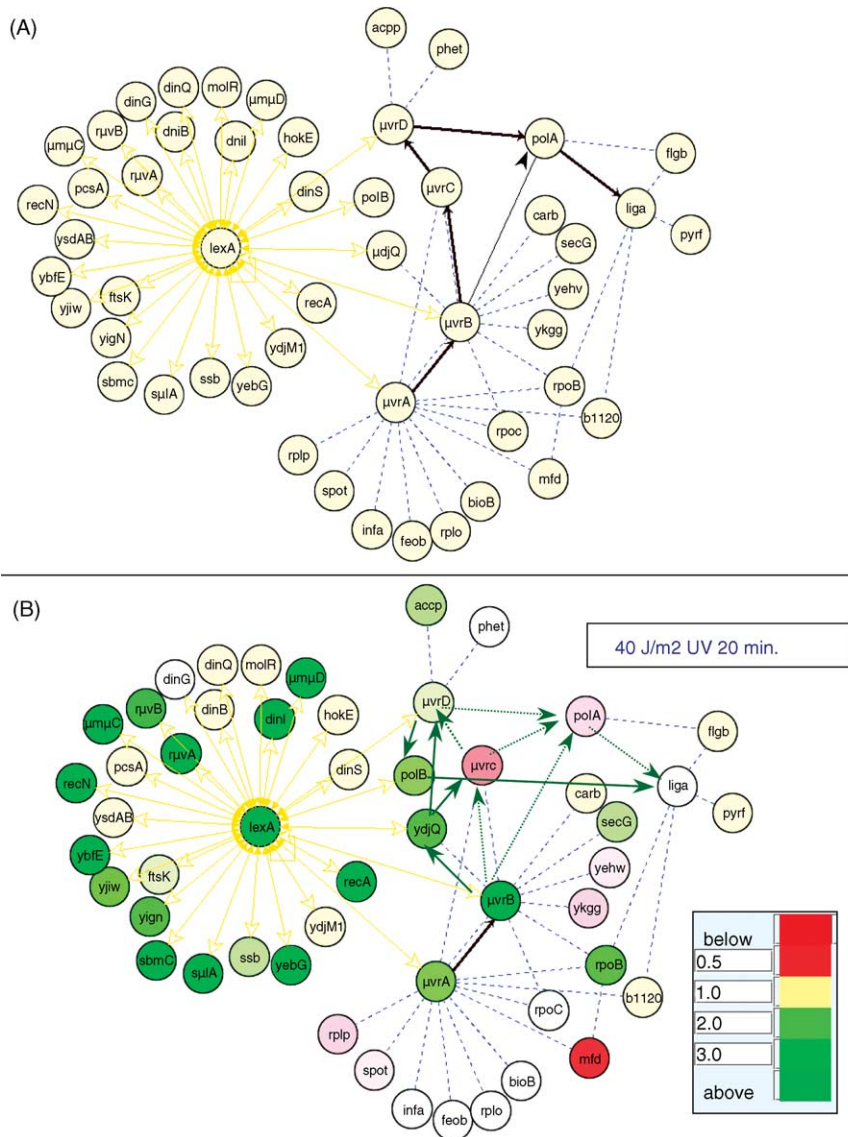 (A)
acpp
phet
dinQ
molR
dinG
μmμD
rμvB
dniB
dniI
hokE
μmμC
μvrD
polA
flgb
pcsA
rμvA
μvrC
dinS
polB
recN
liga
carb
pyrf
ysdAB
lexA
μdjQ
secG
ybfE
yehv
yjiw
ftsK
recA
μvrB
ykgg
yigN
ydjM1
sbmc
sμlA
ssb
yebG
rpoB
μvrA
b1120
rpoc
rplp
spot
mfd
bioB
infa
feob
rplo
(B)
accp
phet
40 J/m2 UV 20 min.
dinQ
molR
dinG
μmμD
rμvB
dinB
dinI
hokE
μvrD
polA
μmμC
flgb
rμvA
pcsA
dinS
polB
μvrc
recN
liga
carb
pyrf
ysdAB
lexA
ydjQ
secG
ybfE
yehw
yjiw
ftsK
recA
μvrB
ykgg
yign
ydjM1
sbmC
sμlA
ssb
yebG
below
rpoB
0.5
μvrA
b1120
1.0
rpoC
rplp
2.0
spot
mfd
3.0
bioB
infa
feob
rplo
above